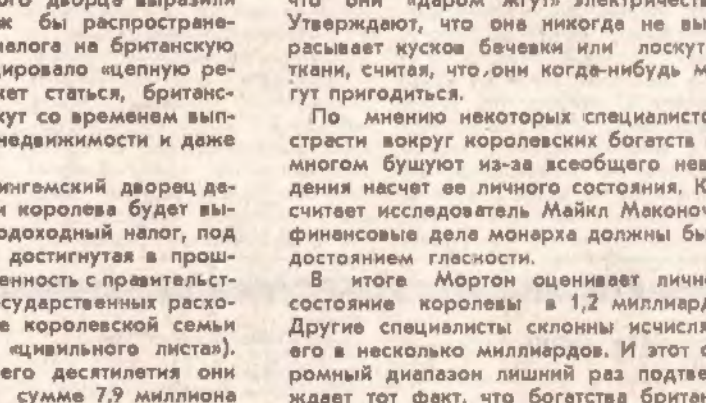 ого дворце выразили
ж бы распростране-
налога на британскую
цировало «цепную ре-
жет статься, британс-
кут со временем вып-
недвижимости и даже
ингемский дворец де-
и королева будет вы-
одоходный налог, под
достигнутая в прош-
енность с правительст-
сударственных расхо-
е королевской семьи
«цивильного листа»).
его десятилетия они
сумме 7,9 миллиона
что они «даром жгут» электричеств
Утверждают, что она никогда не вы
расывает кусков бечевки или лоскут
ткани, считая, что они когда-нибудь м
гут пригодиться.
По мнению некоторых специалисто
страсти вокруг королевских богатств
многом бушуют из-за всеобщего нев
дения насчет ее личного состояния. К
считает исследователь Майкл Маконоч
финансовые дела монарха должны бы
достоянием гласности.
В итоге Мортон оценивает лично
состояние королевы в 1,2 миллиард
Другие специалисты склонны исчисля
его в несколько миллиардов. И этот о
ромный диапазон лишний раз подтве
ждает тот факт, что богатства британ